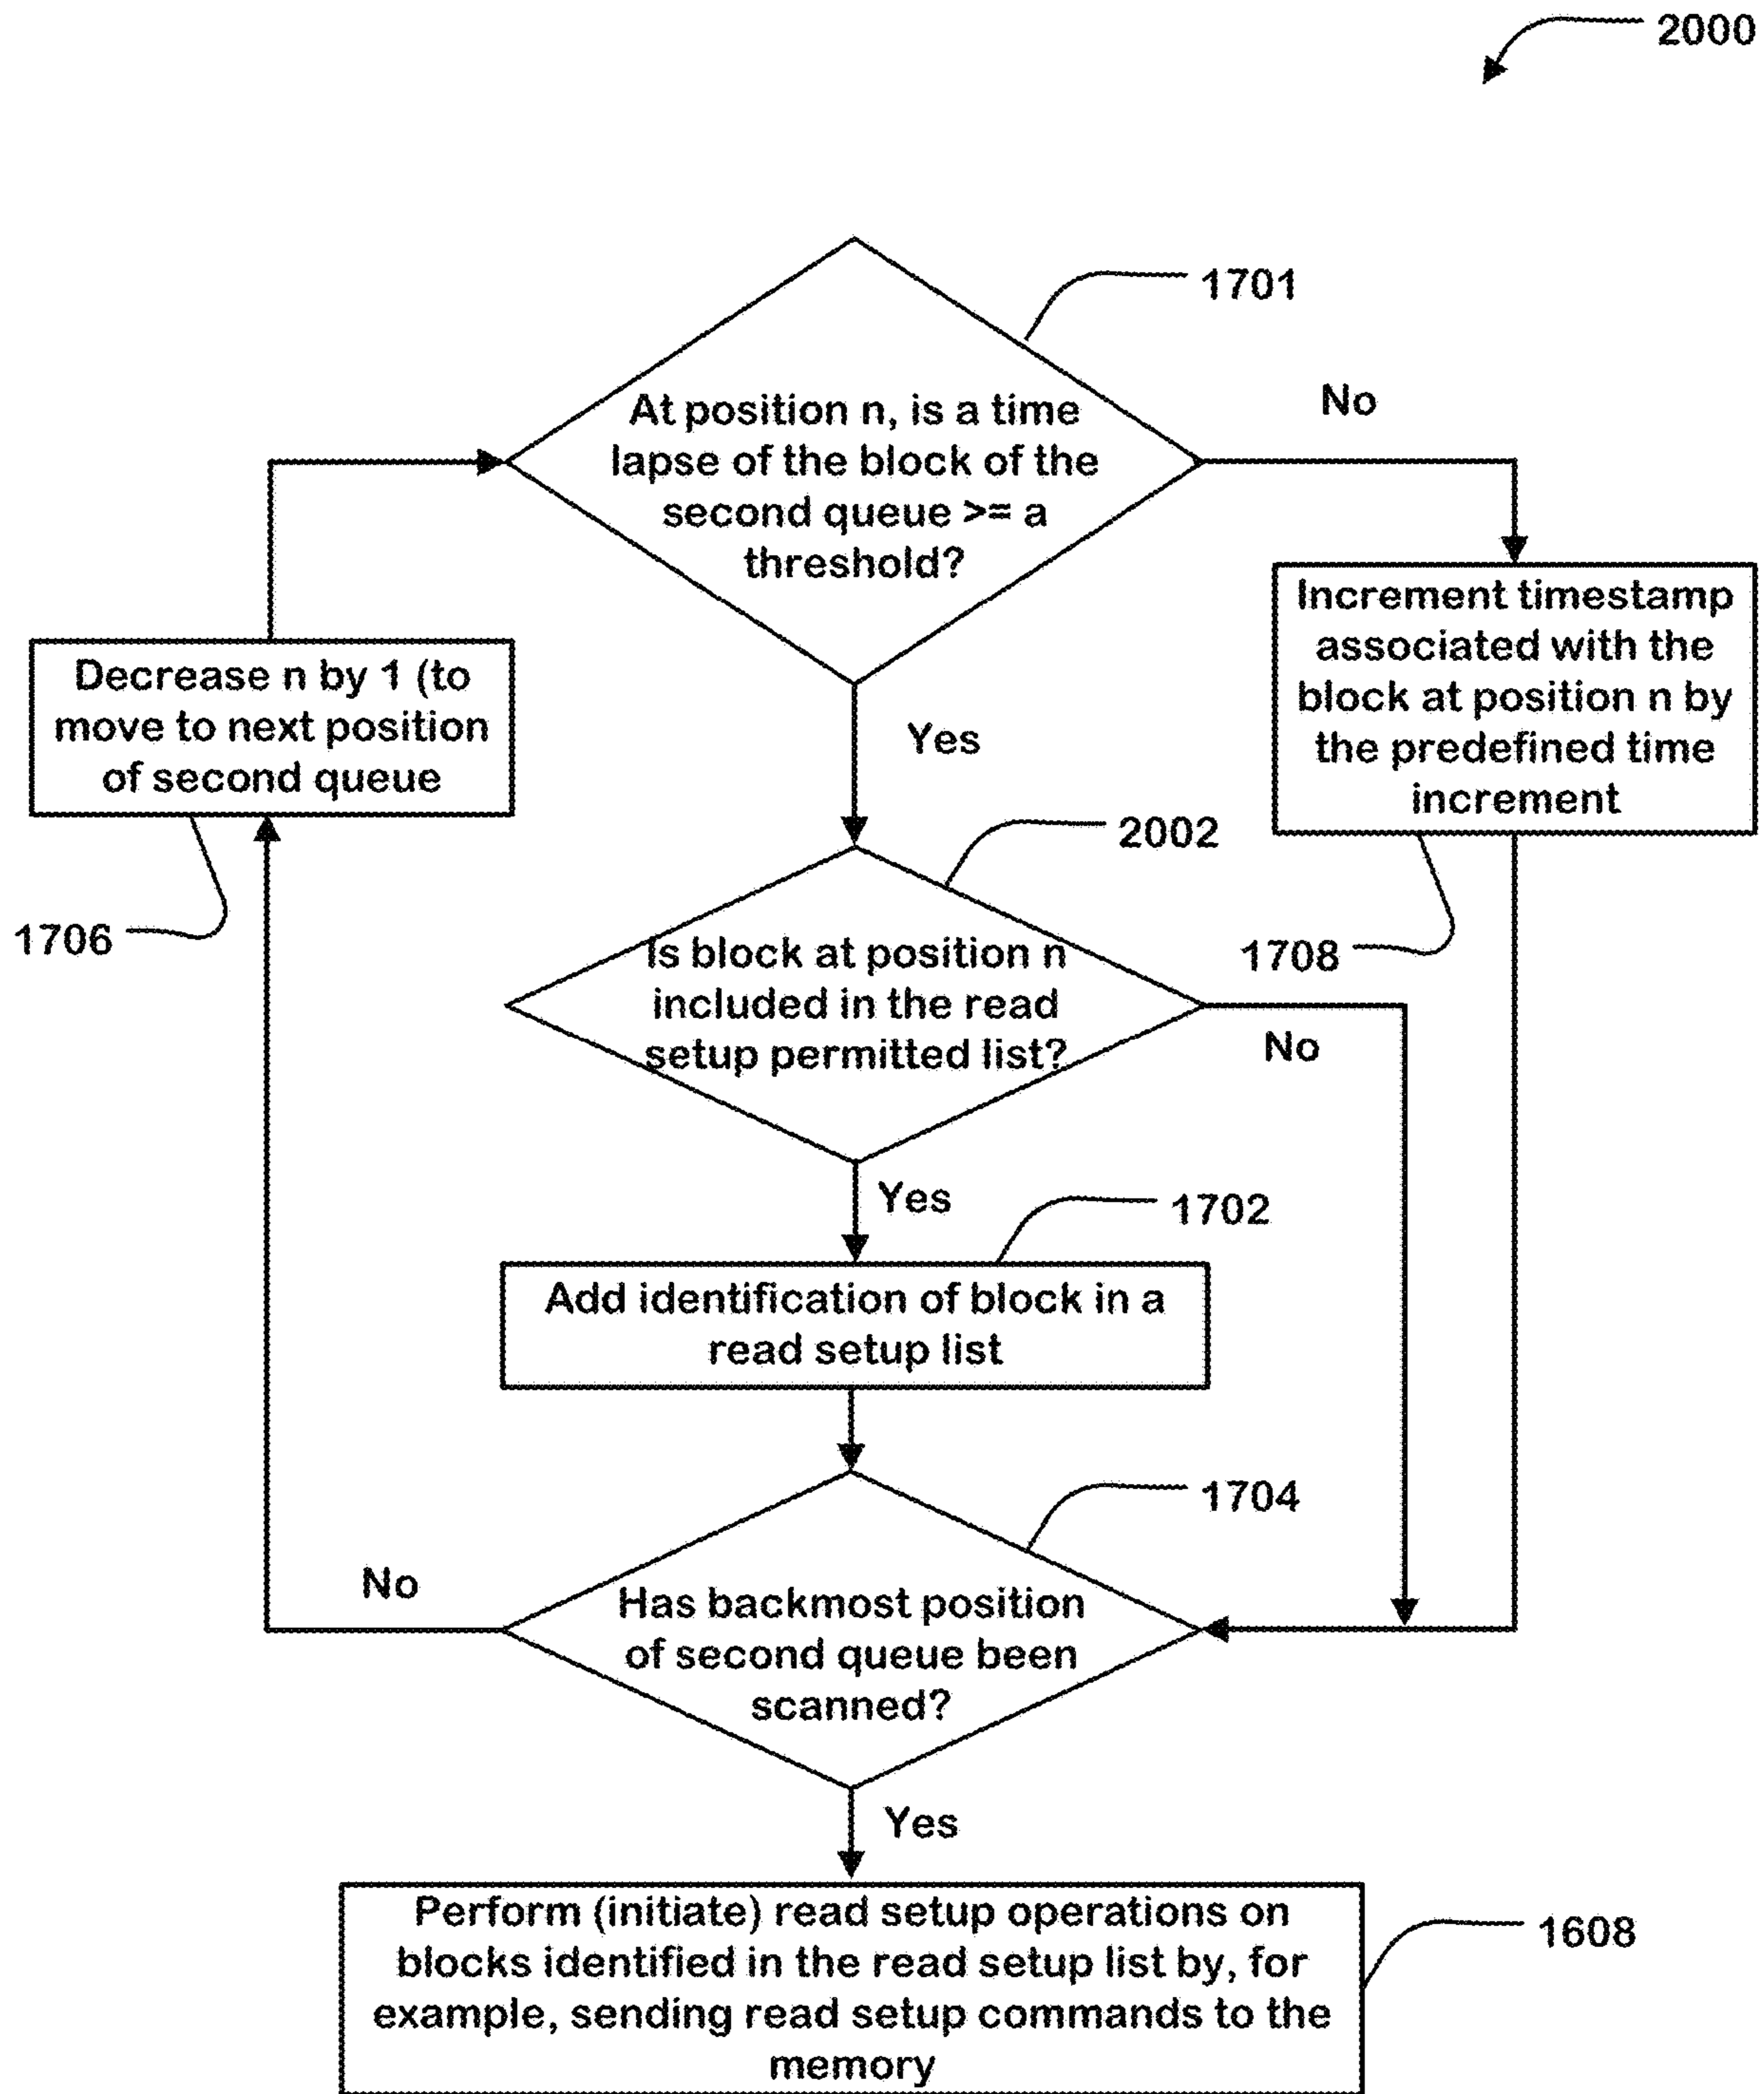 2000
1701
At position n, is a time
lapse of the block of the
second queue >= a
threshold?
No
Increment timestamp
associated with the
block at position n by
the predefined time
increment
Decrease n by 1 (to
move to next position
of second queue
Yes
2002
1706
1708
Is block at position n
included in the read
setup permitted list?
No
Yes
1702
Add identification of block in a
read setup list
1704
No
Has backmost position
of second queue been
scanned?
Yes
Perform (initiate) read setup operations on
blocks identified in the read setup list by, for
example, sending read setup commands to the
memory
1608